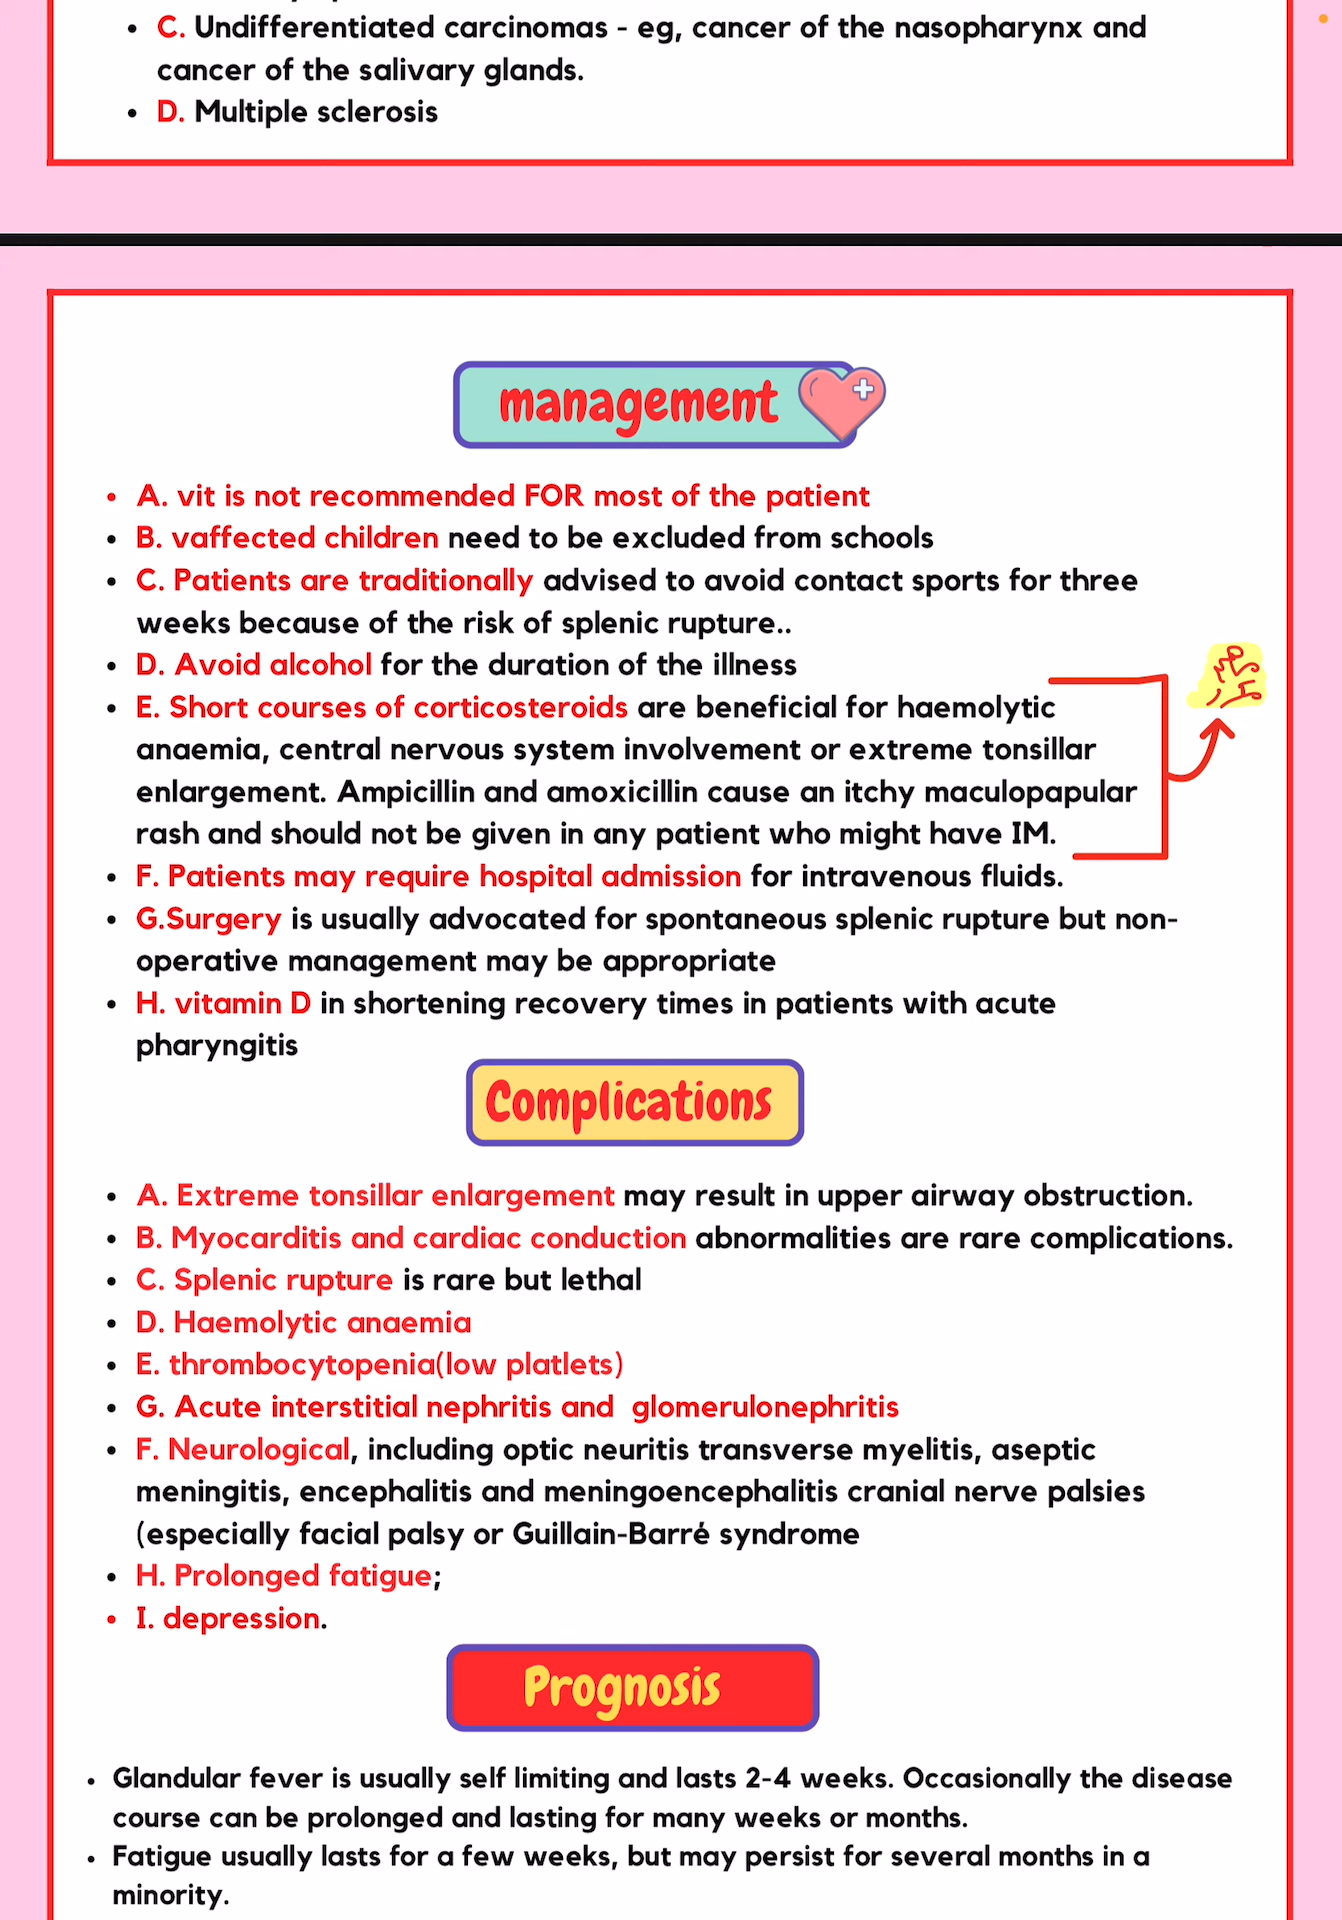 • C. Undifferentiated carcinomas - eg, cancer of the nasopharynx and
cancer of the salivary glands.
• D. Multiple sclerosis
management
• A. vit is not recommended FOR most of the patient
• B. vaffected children need to be excluded from schools
• C. Patients are traditionally advised to avoid contact sports for three
weeks because of the risk of splenic rupture..
• D. Avoid alcohol for the duration of the illness
• E. Short courses of corticosteroids are beneficial for haemolytic
anaemia, central nervous system involvement or extreme tonsillar
enlargement. Ampicillin and amoxicillin cause an itchy maculopapular
rash and should not be given in any patient who might have IM.
• F. Patients may require hospital admission for intravenous fluids.
• G.Surgery is usually advocated for spontaneous splenic rupture but non-
operative management may be appropriate
• H. vitamin D in shortening recovery times in patients with acute
pharyngitis
Complications
• A. Extreme tonsillar enlargement may result in upper airway obstruction.
• B. Myocarditis and cardiac conduction abnormalities are rare complications.
• C. Splenic rupture is rare but lethal
• D. Haemolytic anaemia
• E. thrombocytopenia(low platlets)
• G. Acute interstitial nephritis and  glomerulonephritis
• F. Neurological, including optic neuritis transverse myelitis, aseptic
meningitis, encephalitis and meningoencephalitis cranial nerve palsies
(especially facial palsy or Guillain-Barré syndrome
• H. Prolonged fatigue;
• I. depression.
Prognosis
• Glandular fever is usually self limiting and lasts 2-4 weeks. Occasionally the disease
course can be prolonged and lasting for many weeks or months.
• Fatigue usually lasts for a few weeks, but may persist for several months in a
minority.